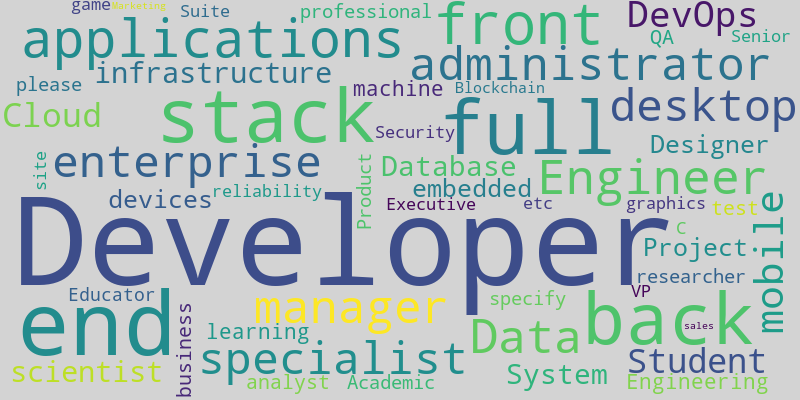 game Marketing Suite professional front DevOps
applications QA Senior
infrastructure administrator
please machine Blockchain
Cloud stack full desktop
Security
site enterprise Product Database Engineer Designer
devices reliability embedded
Executive etc graphics test mobile
Developer C Project
researcher
Educator end business manager specify VP back
learning Data sales
scientist specialist System Student
analyst Academic Engineering